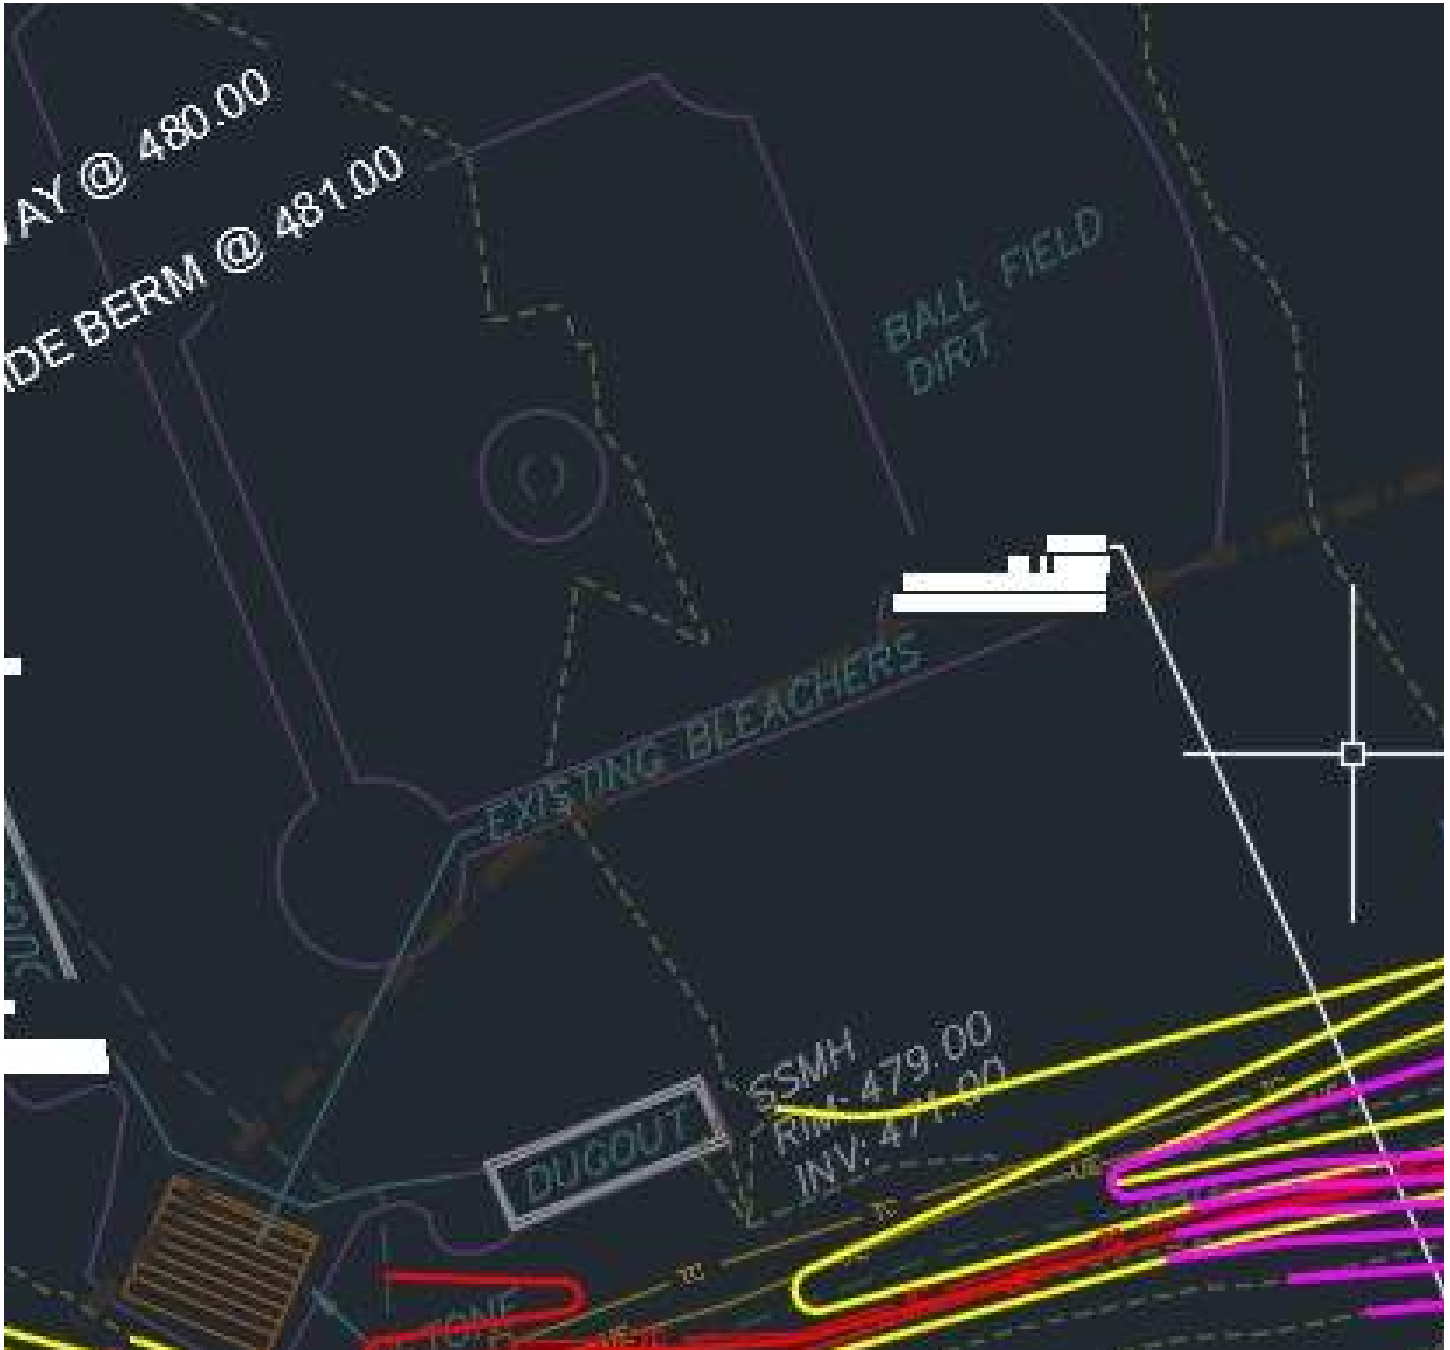 AY @ 480.00
DE BERM @ 481.00
BALL FIELD
DIRT
EXISTING BLEACHERS
SSMH
RIM: 479.00
INV: 471.00
DUGOUT
TONE